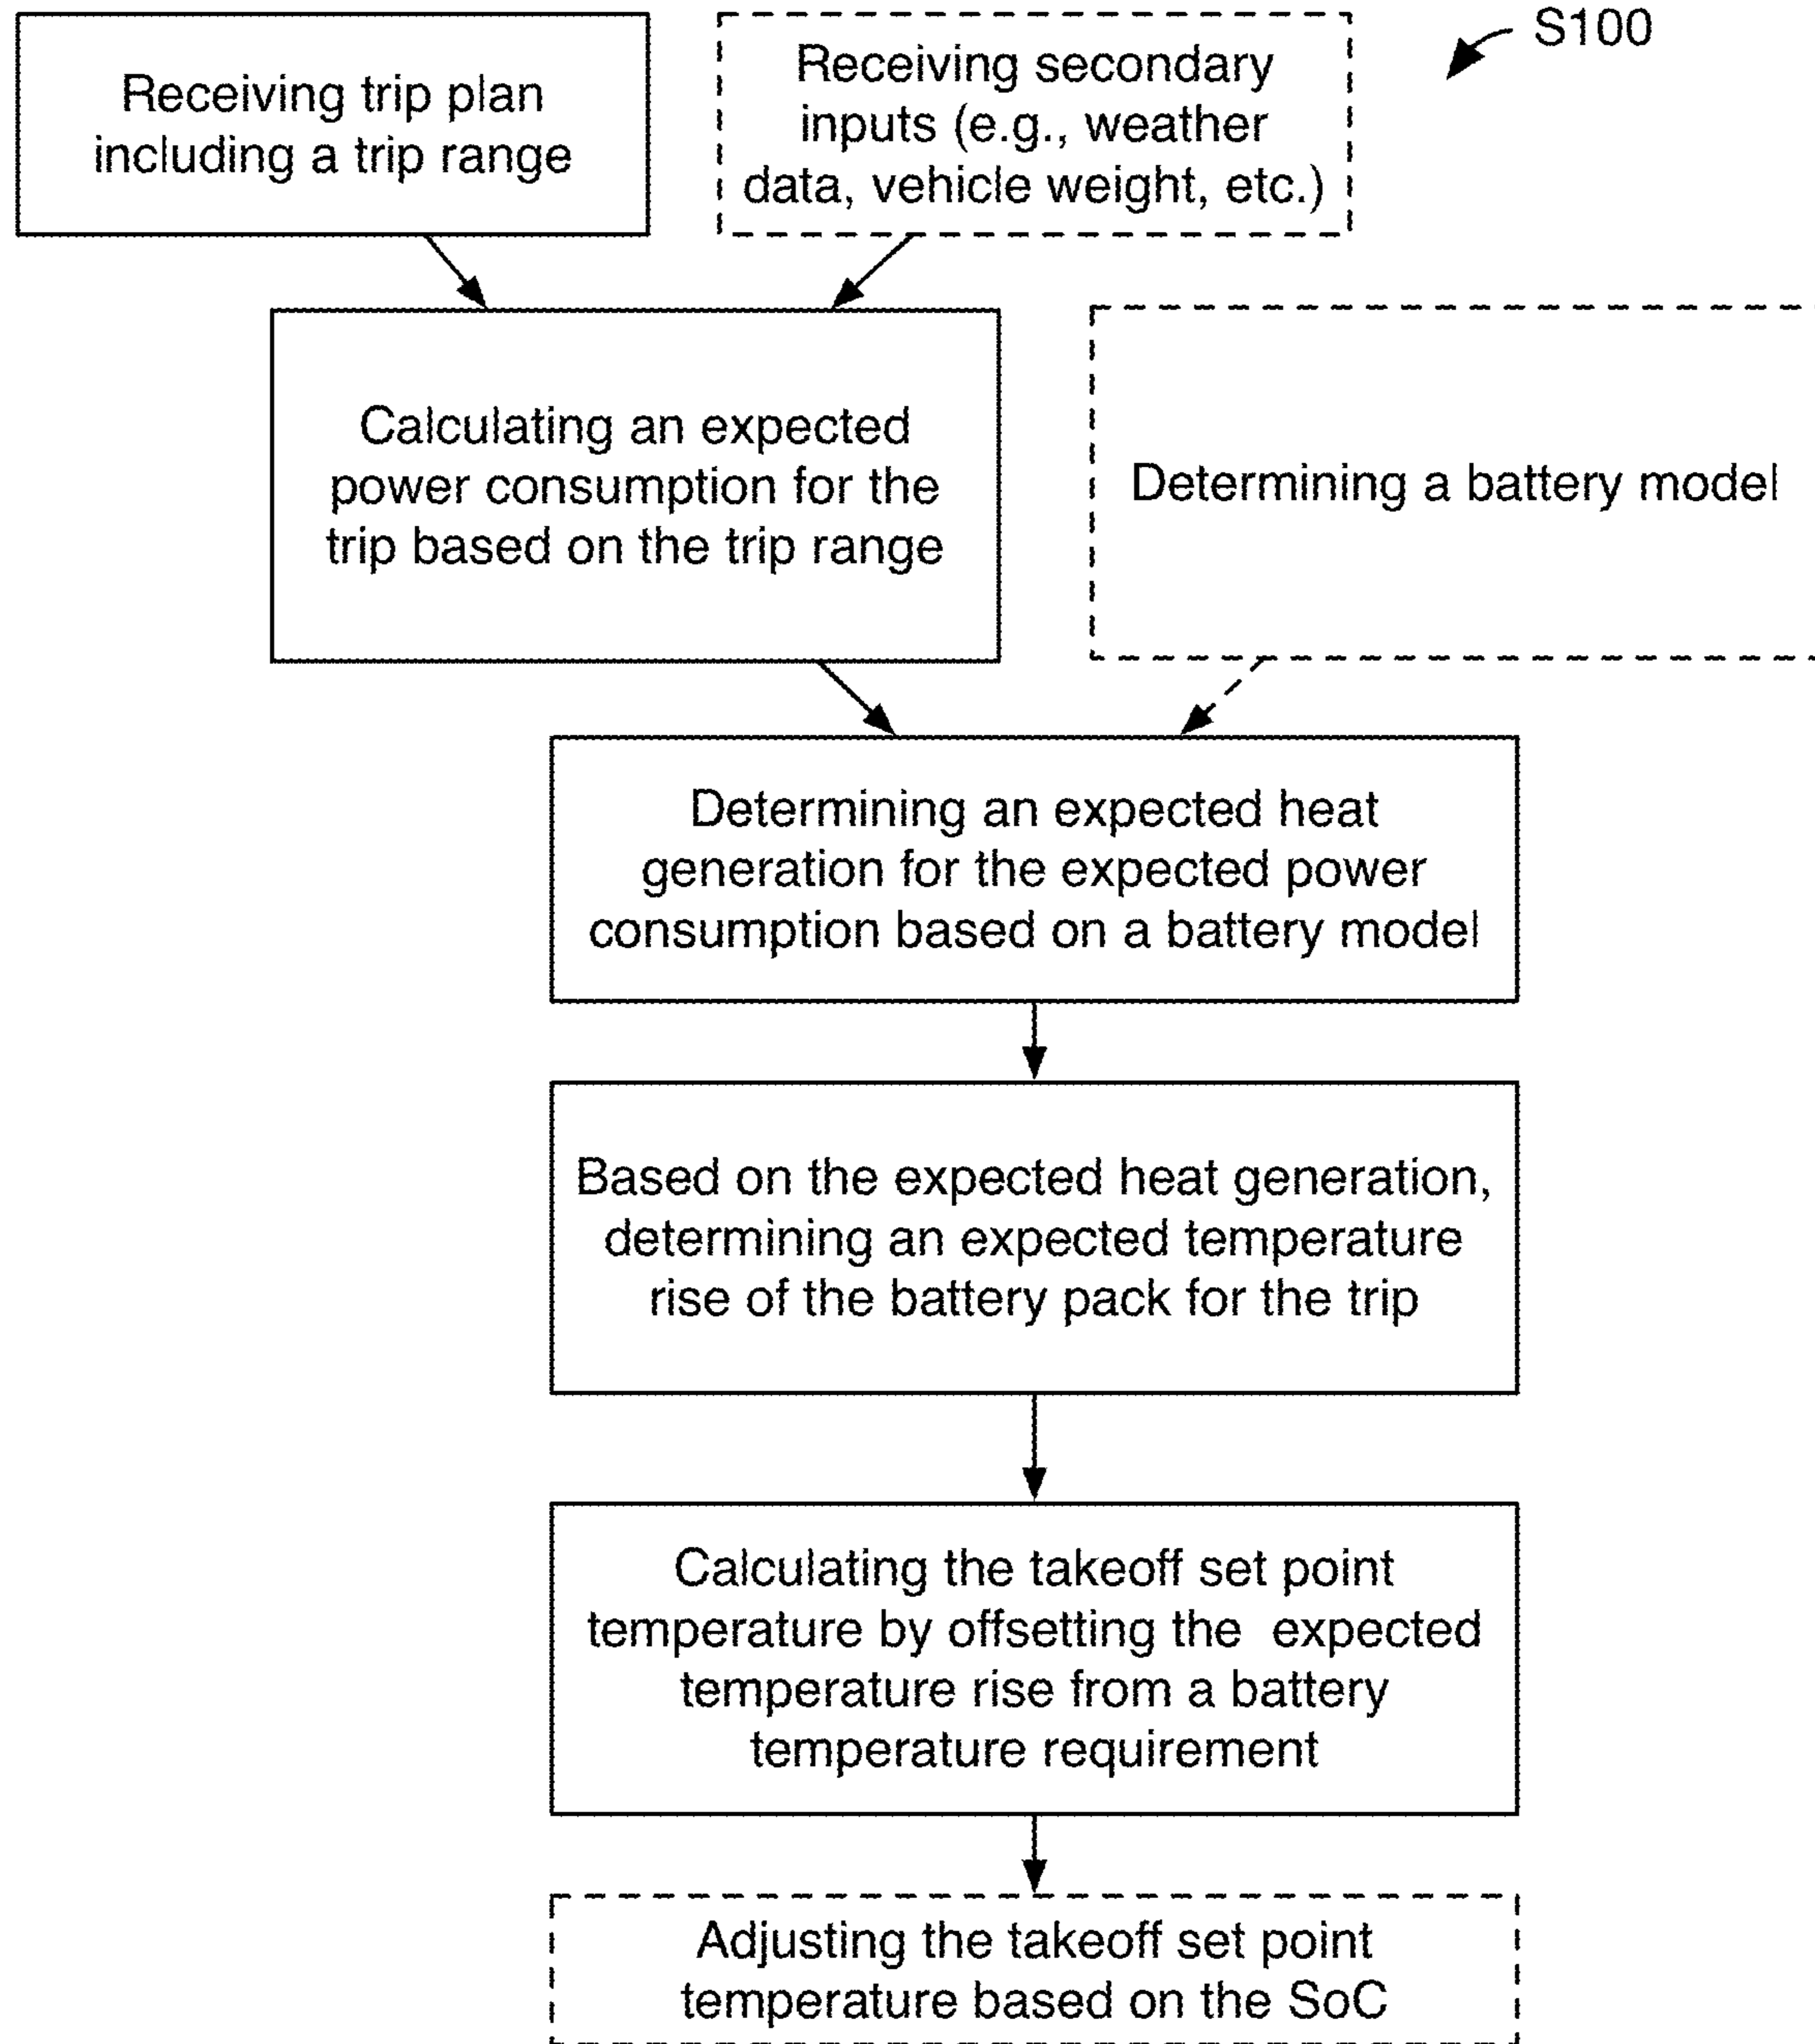 Receiving trip plan
including a trip range
Receiving secondary
inputs (e.g., weather
data, vehicle weight, etc.)
S100
Calculating an expected
power consumption for the
trip based on the trip range
Determining a battery model
Determining an expected heat
generation for the expected power
consumption based on a battery model
Based on the expected heat generation,
determining an expected temperature
rise of the battery pack for the trip
Calculating the takeoff set point
temperature by offsetting the expected
temperature rise from a battery
temperature requirement
Adjusting the takeoff set point
temperature based on the SoC